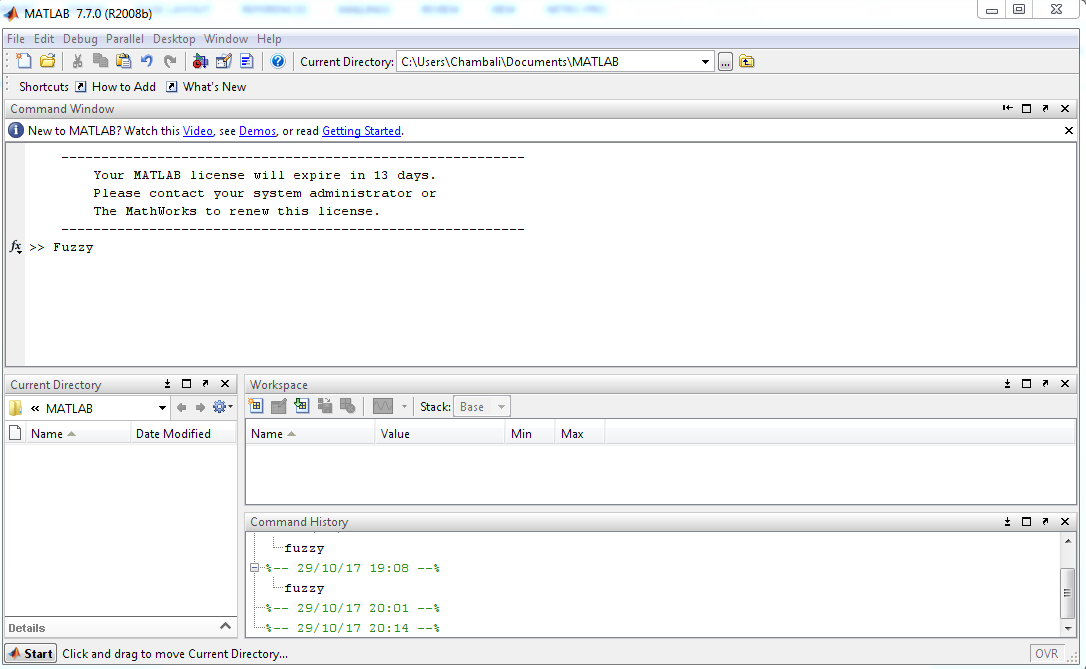 MATLAB 7.7.0 (R2008b)
File Edit Debug Parallel Desktop Window Help
Current Directory: C:\Users\Chambali\Documents\MATLAB ...
Shortcuts How to Add What's New
Command Window
New to MATLAB? Watch this Video, see Demos, or read Getting Started.
------------------------------------------------------------
Your MATLAB license will expire in 13 days.
Please contact your system administrator or
The MathWorks to renew this license.
------------------------------------------------------------
fx >> Fuzzy
Current Directory
« MATLAB
Name Date Modified
Details
Workspace
Stack: Base
Name Value Min Max
Command History
fuzzy
%-- 29/10/17 19:08 --%
fuzzy
%-- 29/10/17 20:01 --%
%-- 29/10/17 20:14 --%
Start Click and drag to move Current Directory... OVR